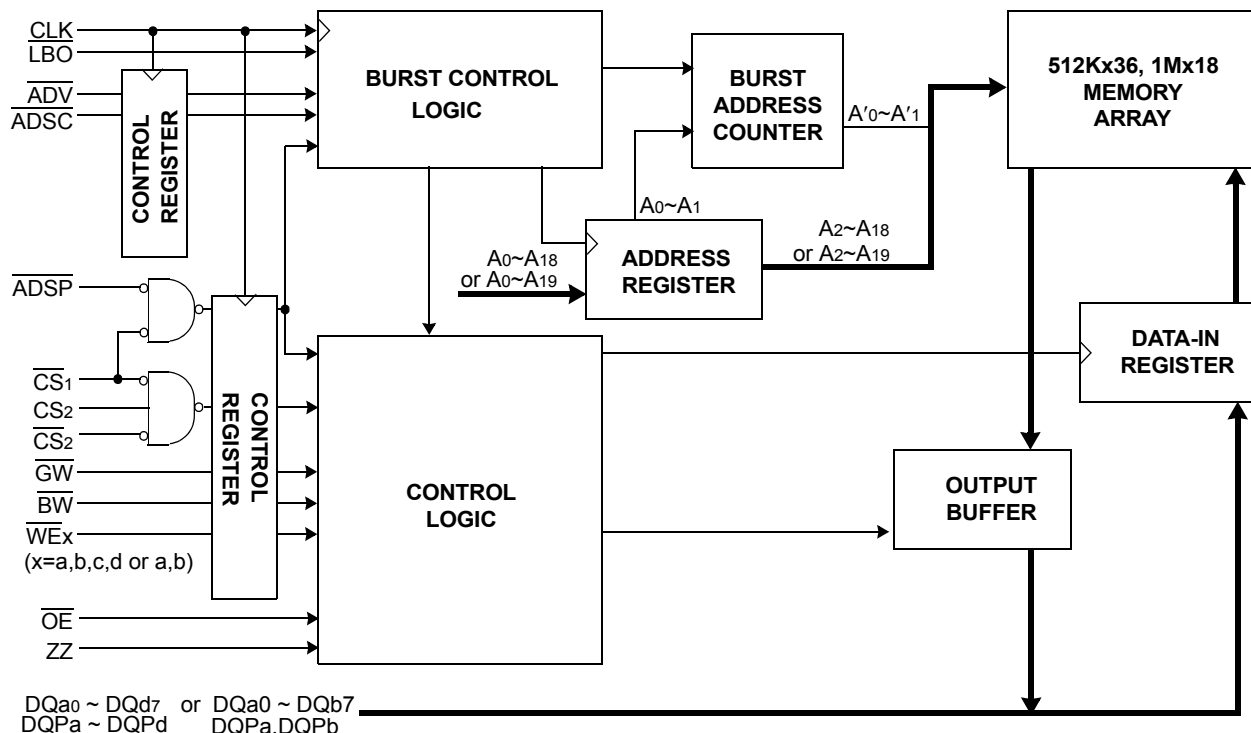 CLK
LBO
ADV
ADSC
CONTROL
REGISTER
BURST CONTROL
LOGIC
BURST
ADDRESS
COUNTER
A′0~A′1
512Kx36, 1Mx18
MEMORY
ARRAY
A0~A1
A0~A18
or A0~A19
ADDRESS
REGISTER
A2~A18
or A2~A19
ADSP
CS1
CS2
CS2
GW
BW
WEx
(x=a,b,c,d or a,b)
CONTROL
REGISTER
CONTROL
LOGIC
DATA-IN
REGISTER
OUTPUT
BUFFER
OE
ZZ
DQa0 ~ DQd7 or DQa0 ~ DQb7
DQPa ~ DQPd DQPa,DQPb